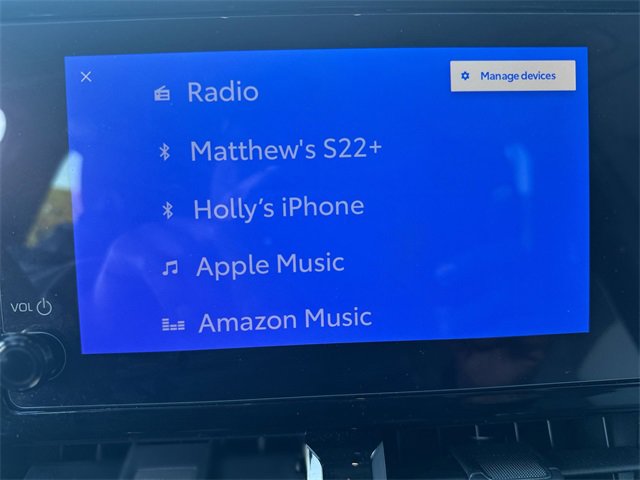 Manage devices
Radio
Matthew's S22+
Holly’s iPhone
Apple Music
Amazon Music
VOL